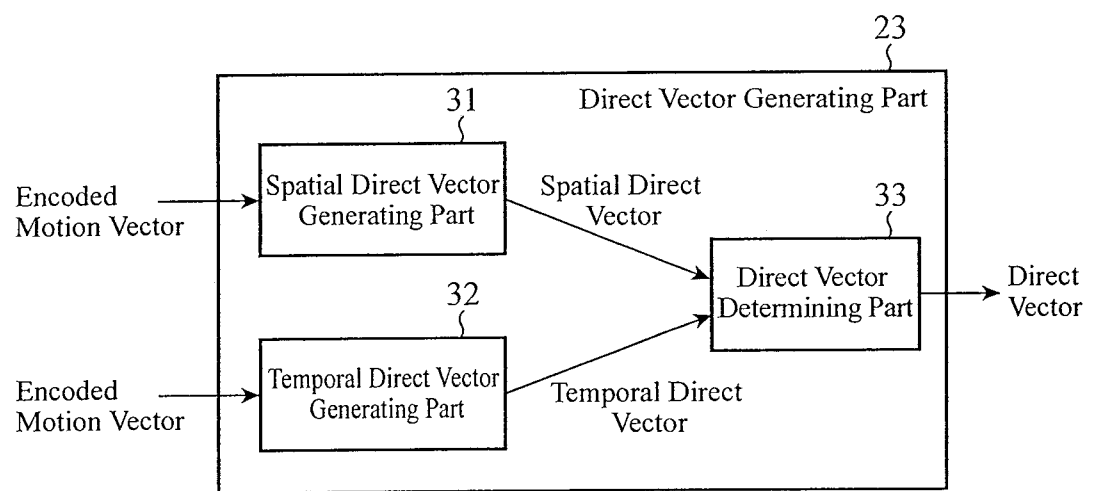 23
Direct Vector Generating Part
31
Encoded
Motion Vector
Spatial Direct Vector
Generating Part
Spatial Direct
Vector
33
Direct Vector
Determining Part
Direct
Vector
32
Encoded
Motion Vector
Temporal Direct Vector
Generating Part
Temporal Direct
Vector